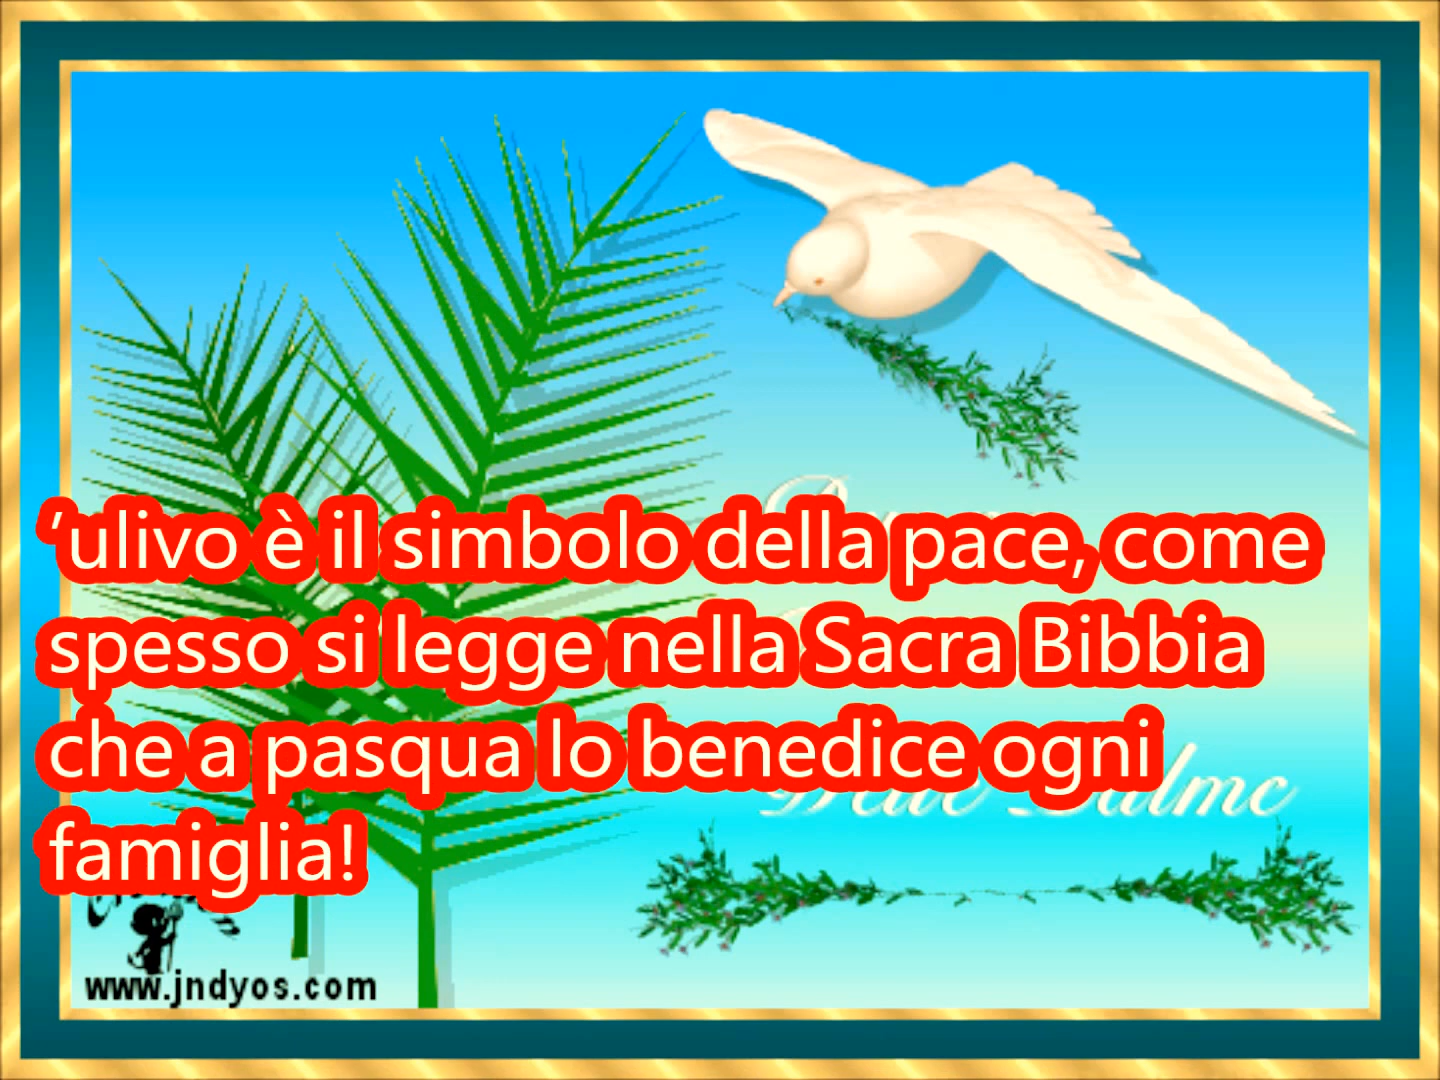 ’ulivo è il simbolo della pace, come
spesso si legge nella Sacra Bibbia
che a pasqua lo benedice ogni
famiglia!
www.jndyos.com